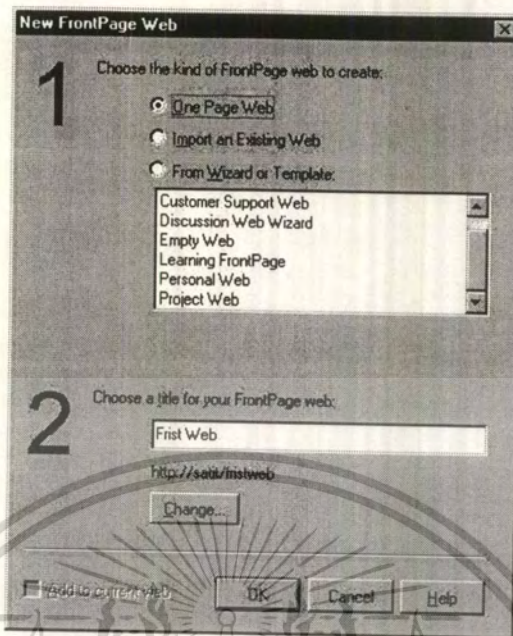 New FrontPage Web
1
Choose the kind of FrontPage web to create:
One Page Web
Import an Existing Web
From Wizard or Template:
Customer Support Web
Discussion Web Wizard
Empty Web
Learning FrontPage
Personal Web
Project Web
2
Choose a title for your FrontPage web:
Frist Web
http://satit/fristweb
Change...
Add to current web
OK
Cancel
Help